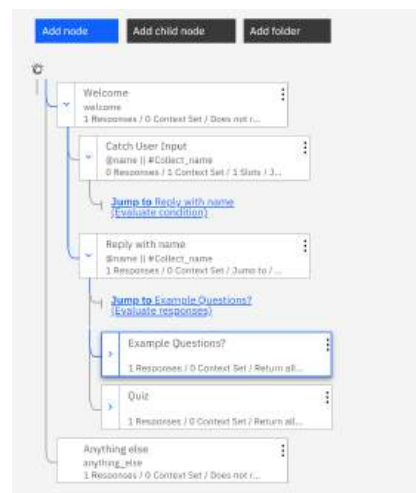 Add node
Add child node
Add folder
Welcome
welcome
1 Responses / 0 Context Set / Does not r...
Catch User Input
@name || #Collect_name
0 Responses / 1 Context Set / 1 Slots / J...
Jump to Reply with name
(Evaluate condition)
Reply with name
@name || #Collect_name
1 Responses / 0 Context Set / Jump to / ...
Jump to Example Questions?
(Evaluate responses)
Example Questions?
1 Responses / 0 Context Set / Return all...
Quiz
1 Responses / 0 Context Set / Return all...
Anything else
anything_else
1 Responses / 0 Context Set / Does not r...